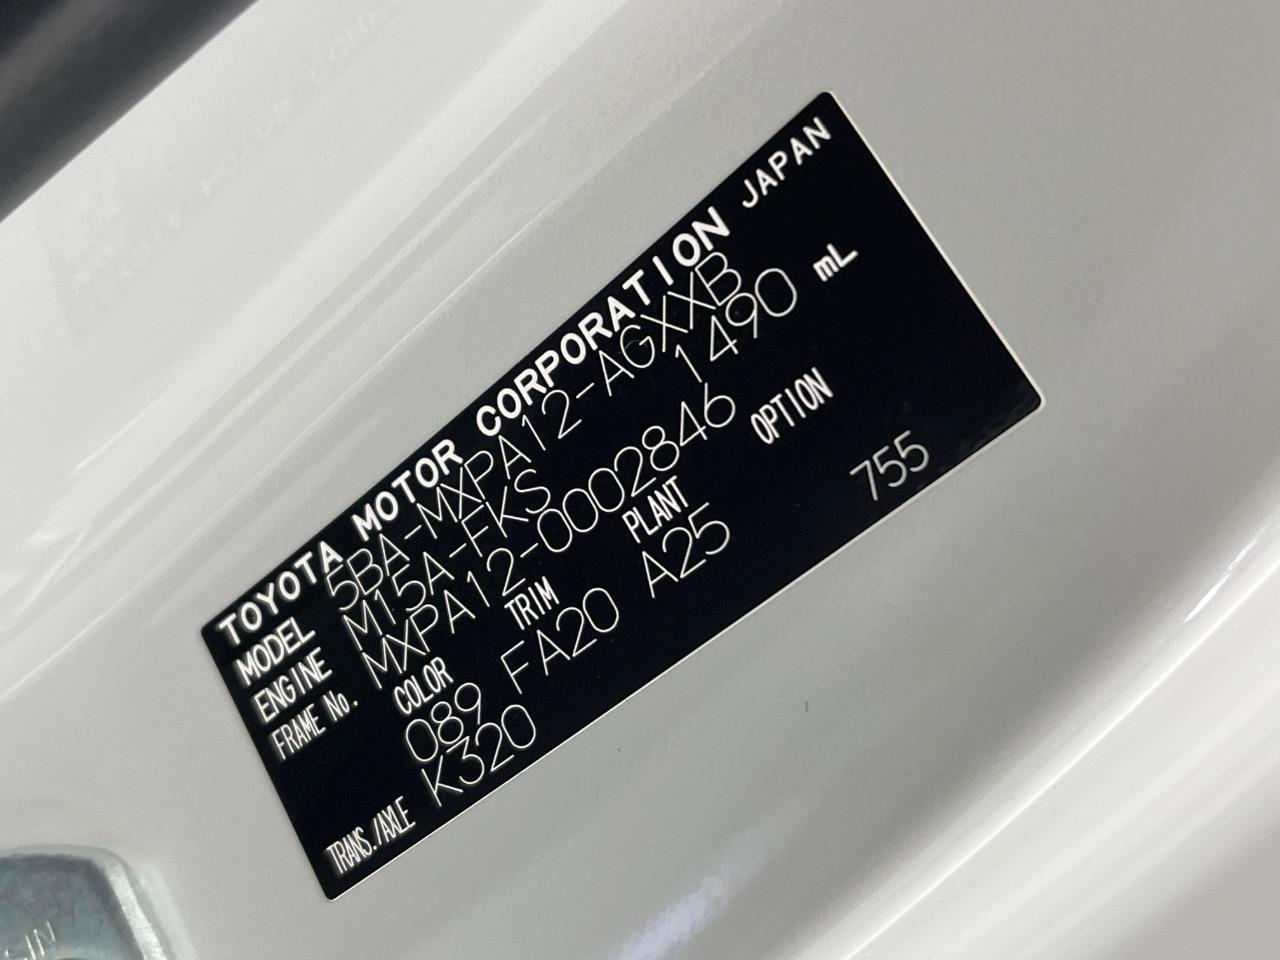 TOYOTA MOTOR CORPORATION JAPAN
MODEL 5BA-MXPA12-AGXXB
ENGINE M15A-FKS 1490 mL
FRAME No. MXPA12-0002846
COLOR TRIM PLANT OPTION
089 FA20 A25 755
TRANS./AXLE K320
SIN